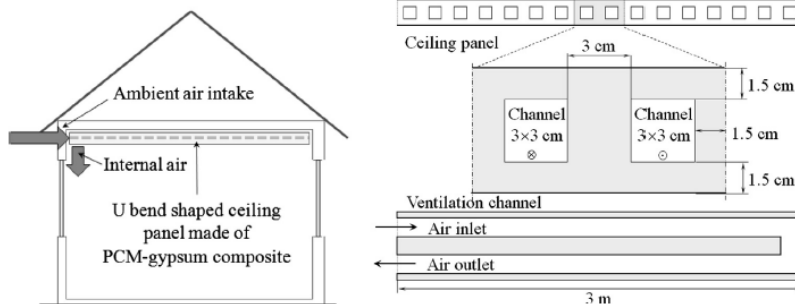 Ambient air intake
Internal air
U bend shaped ceiling
panel made of
PCM-gypsum composite
Ceiling panel
3 cm
1.5 cm
Channel
3×3 cm
⊗
Channel
3×3 cm
⊙
1.5 cm
1.5 cm
Ventilation channel
Air inlet
Air outlet
3 m